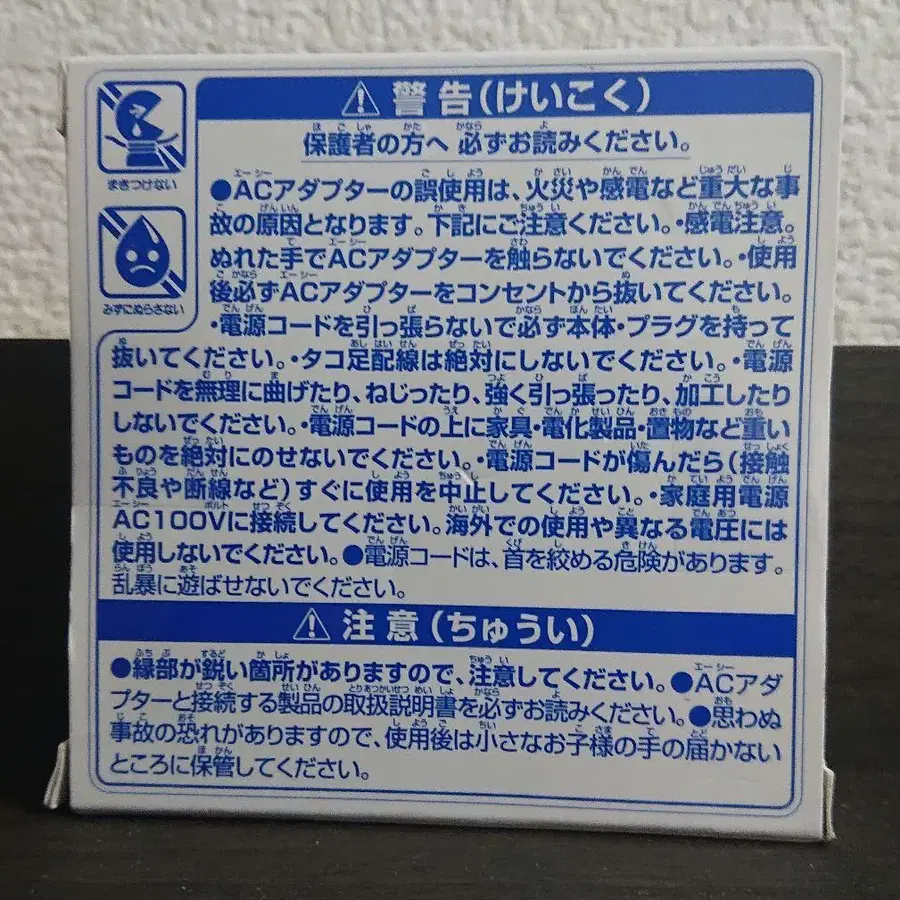 まきつけない
みずにぬらさない
⚠ 警告(けいこく)
保護者の方へ 必ずお読みください。
●ACアダプターの誤使用は、火災や感電など重大な事
故の原因となります。下記にご注意ください。・感電注意。
ぬれた手でACアダプターを触らないでください。・使用
後必ずACアダプターをコンセントから抜いてください。
・電源コードを引っ張らないで必ず本体・プラグを持って
抜いてください。・タコ足配線は絶対にしないでください。・電源
コードを無理に曲げたり、ねじったり、強く引っ張ったり、加工したり
しないでください。・電源コードの上に家具・電化製品・置物など重い
ものを絶対にのせないでください。・電源コードが傷んだら(接触
不良や断線など)すぐに使用を中止してください。・家庭用電源
AC100Vに接続してください。海外での使用や異なる電圧には
使用しないでください。●電源コードは、首を絞める危険があります。
乱暴に遊ばせないでください。
⚠ 注意(ちゅうい)
●縁部が鋭い箇所がありますので、注意してください。●ACアダ
プターと接続する製品の取扱説明書を必ずお読みください。●思わぬ
事故の恐れがありますので、使用後は小さなお子様の手の届かない
ところに保管してください。